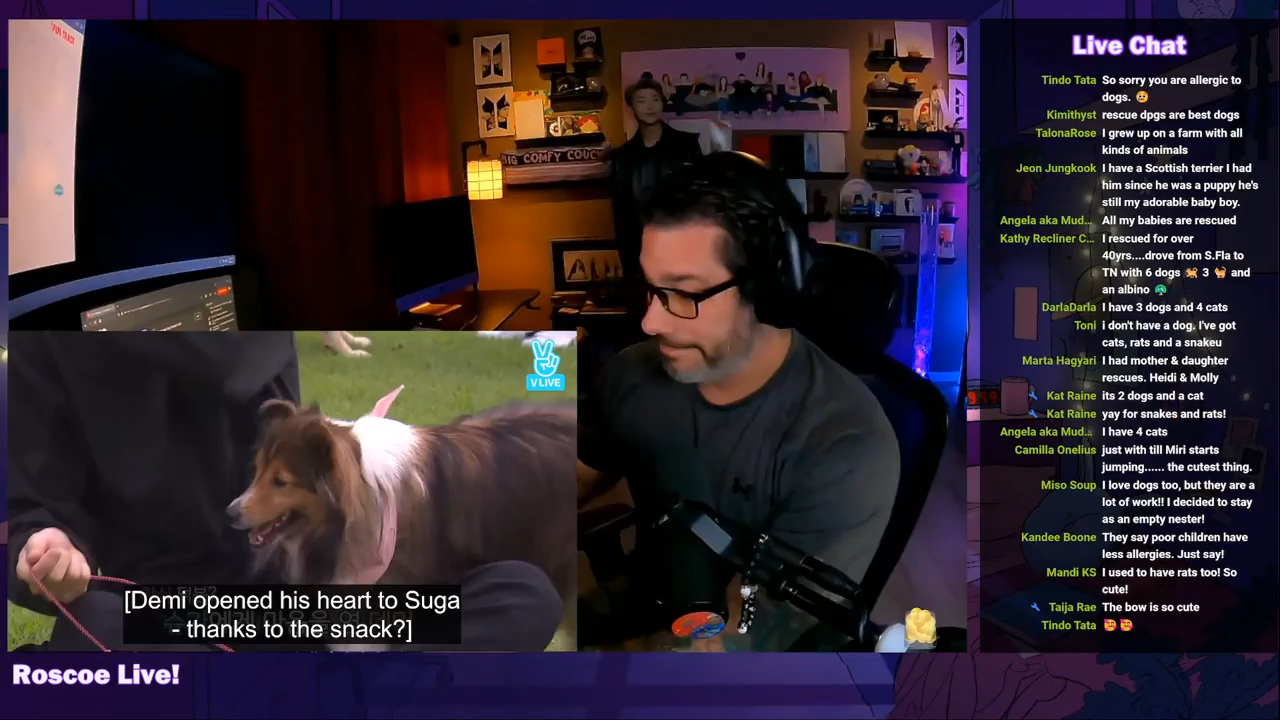 BIG COMFY COUCH
V LIVE
[Demi opened his heart to Suga
- thanks to the snack?]
Roscoe Live!
Live Chat
Tindo Tata So sorry you are allergic to
dogs. 😢
Kimithyst rescue dpgs are best dogs
TalonaRose I grew up on a farm with all
kinds of animals
Jeon Jungkook I have a Scottish terrier I had
him since he was a puppy he's
still my adorable baby boy.
Angela aka Mud... All my babies are rescued
Kathy Recliner C... I rescued for over
40yrs....drove from S.Fla to
TN with 6 dogs 🐕 3 🐈 and
an albino 🦚
DarlaDarla I have 3 dogs and 4 cats
Toni i don't have a dog. I've got
cats, rats and a snakeu
Marta Hagyari I had mother & daughter
rescues. Heidi & Molly
Kat Raine its 2 dogs and a cat
Kat Raine yay for snakes and rats!
Angela aka Mud... I have 4 cats
Camilla Onelius just with till Miri starts
jumping...... the cutest thing.
Miso Soup I love dogs too, but they are a
lot of work!! I decided to stay
as an empty nester!
Kandee Boone They say poor children have
less allergies. Just say!
Mandi KS I used to have rats too! So
cute!
Taija Rae The bow is so cute
Tindo Tata 🥰 🥰